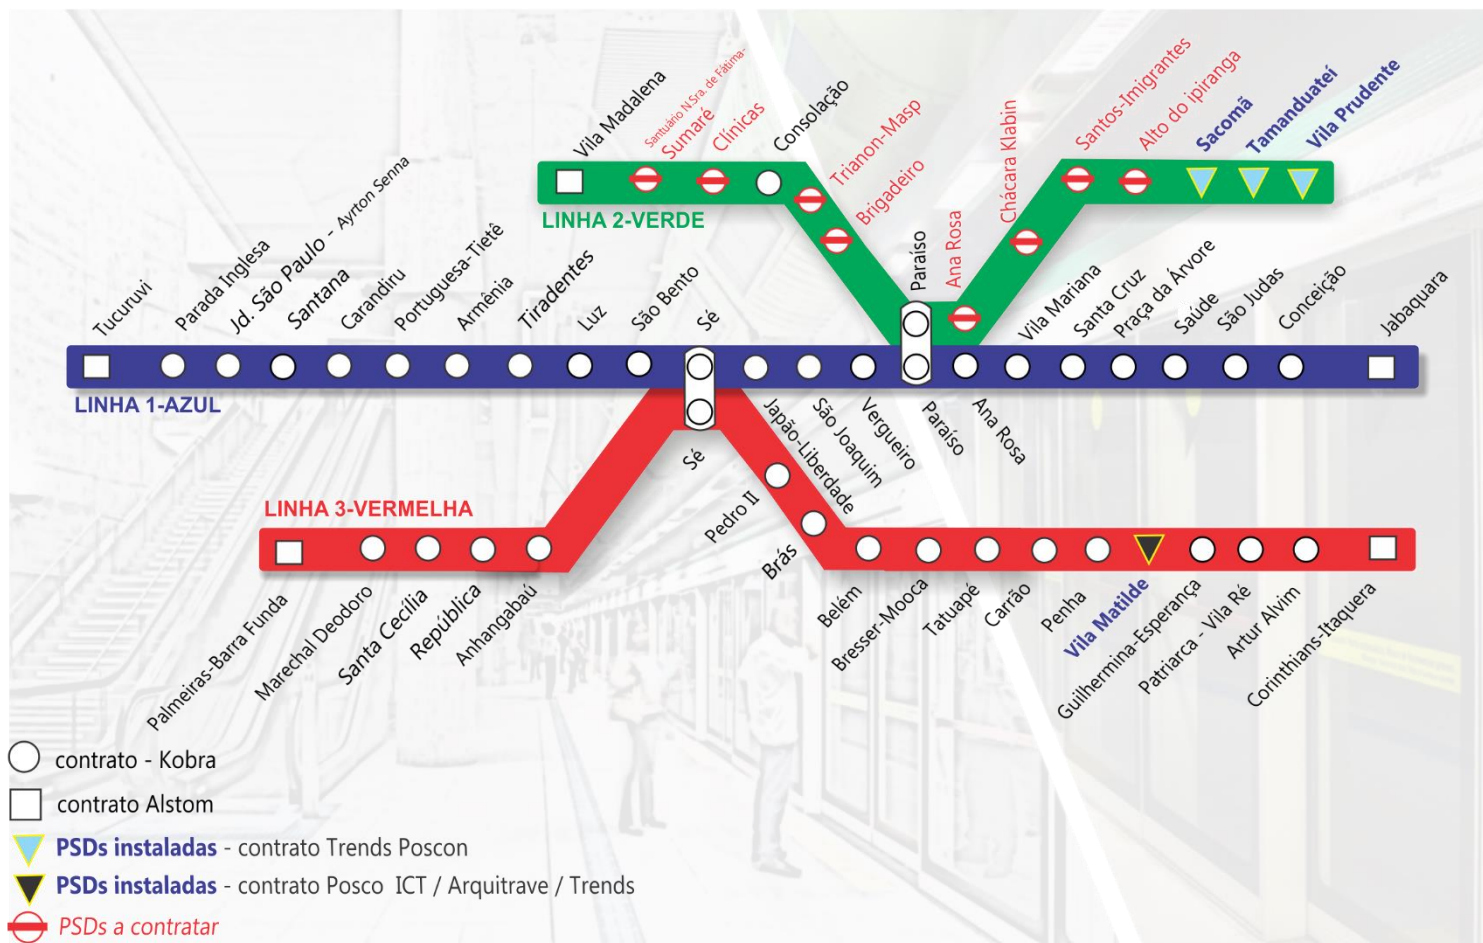 Vila Madalena
Santuário N.Sra. de Fátima-
Sumaré
Clínicas
Consolação
Trianon-Masp
Brigadeiro
Paraíso
Ana Rosa
Chácara Klabin
Santos-Imigrantes
Alto do ipiranga
Sacomã
Tamanduateí
Vila Prudente
LINHA 2-VERDE
Tucuruvi
Parada Inglesa
Jd. São Paulo - Ayrton Senna
Santana
Carandiru
Portuguesa-Tietê
Armênia
Tiradentes
Luz
São Bento
Sé
Vila Mariana
Santa Cruz
Praça da Árvore
Saúde
São Judas
Conceição
Jabaquara
LINHA 1-AZUL
Sé
Japão-Liberdade
São Joaquim
Vergueiro
Paraíso
Ana Rosa
LINHA 3-VERMELHA
Pedro II
Brás
Palmeiras-Barra Funda
Marechal Deodoro
Santa Cecília
República
Anhangabaú
Belém
Bresser-Mooca
Tatuapé
Carrão
Penha
Vila Matilde
Guilhermina-Esperança
Patriarca - Vila Ré
Artur Alvim
Corinthians-Itaquera
contrato - Kobra
contrato Alstom
PSDs instaladas - contrato Trends Poscon
PSDs instaladas - contrato Posco ICT / Arquitrave / Trends
PSDs a contratar